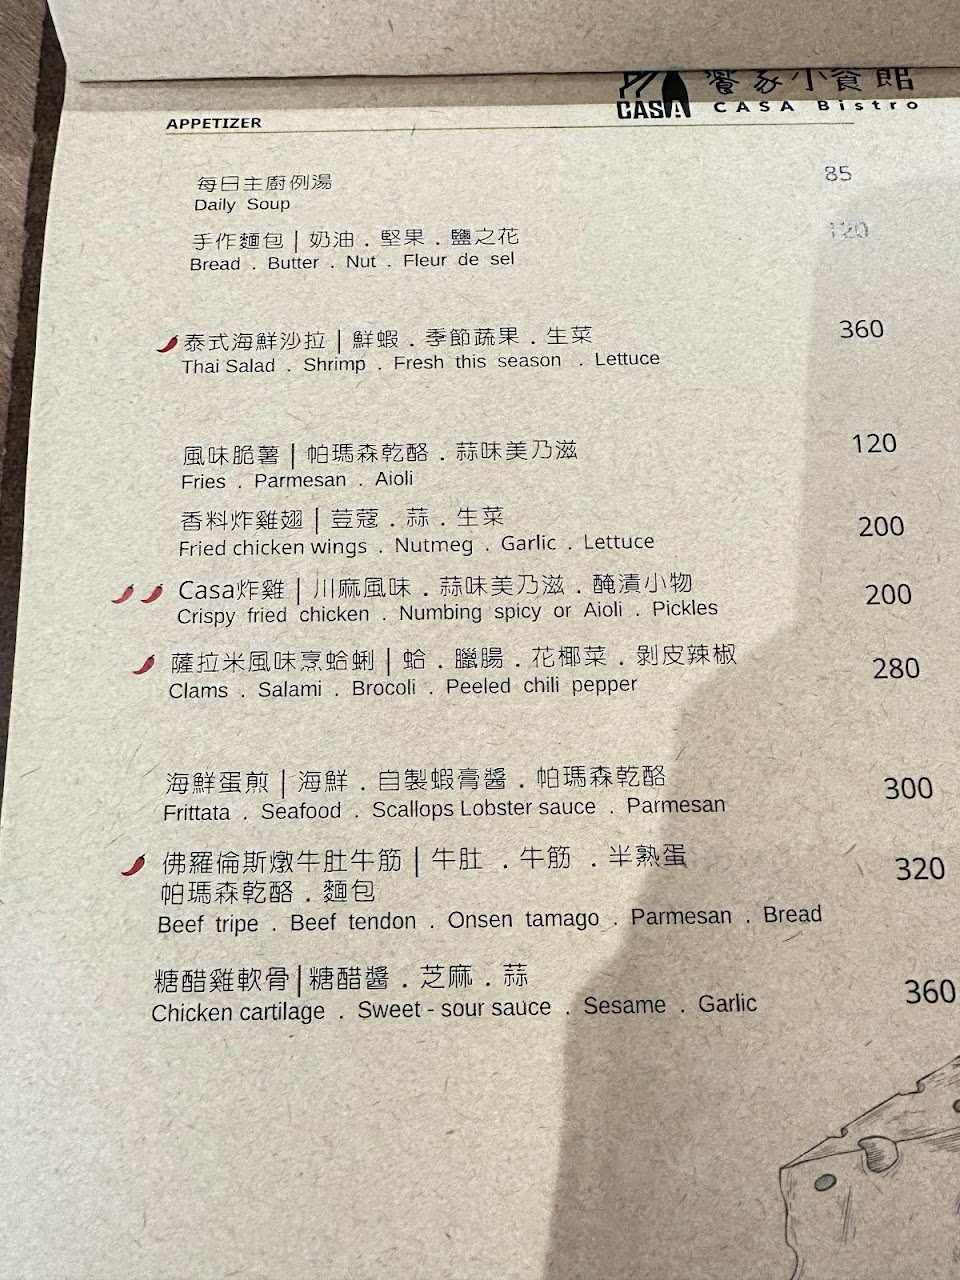 饗家小餐館
CASA CASA Bistro
APPETIZER
每日主廚例湯 85
Daily Soup
手作麵包 | 奶油 . 堅果 . 鹽之花 120
Bread . Butter . Nut . Fleur de sel
泰式海鮮沙拉 | 鮮蝦 . 季節蔬果 . 生菜 360
Thai Salad . Shrimp . Fresh this season . Lettuce
風味脆薯 | 帕瑪森乾酪 . 蒜味美乃滋 120
Fries . Parmesan . Aioli
香料炸雞翅 | 荳蔻 . 蒜 . 生菜 200
Fried chicken wings . Nutmeg . Garlic . Lettuce
Casa炸雞 | 川麻風味 . 蒜味美乃滋 . 醃漬小物 200
Crispy fried chicken . Numbing spicy or Aioli . Pickles
薩拉米風味烹蛤蜊 | 蛤 . 臘腸 . 花椰菜 . 剝皮辣椒 280
Clams . Salami . Brocoli . Peeled chili pepper
海鮮蛋煎 | 海鮮 . 自製蝦膏醬 . 帕瑪森乾酪 300
Frittata . Seafood . Scallops Lobster sauce . Parmesan
佛羅倫斯燉牛肚牛筋 | 牛肚 . 牛筋 . 半熟蛋 320
帕瑪森乾酪 . 麵包
Beef tripe . Beef tendon . Onsen tamago . Parmesan . Bread
糖醋雞軟骨 | 糖醋醬 . 芝麻 . 蒜 360
Chicken cartilage . Sweet - sour sauce . Sesame . Garlic